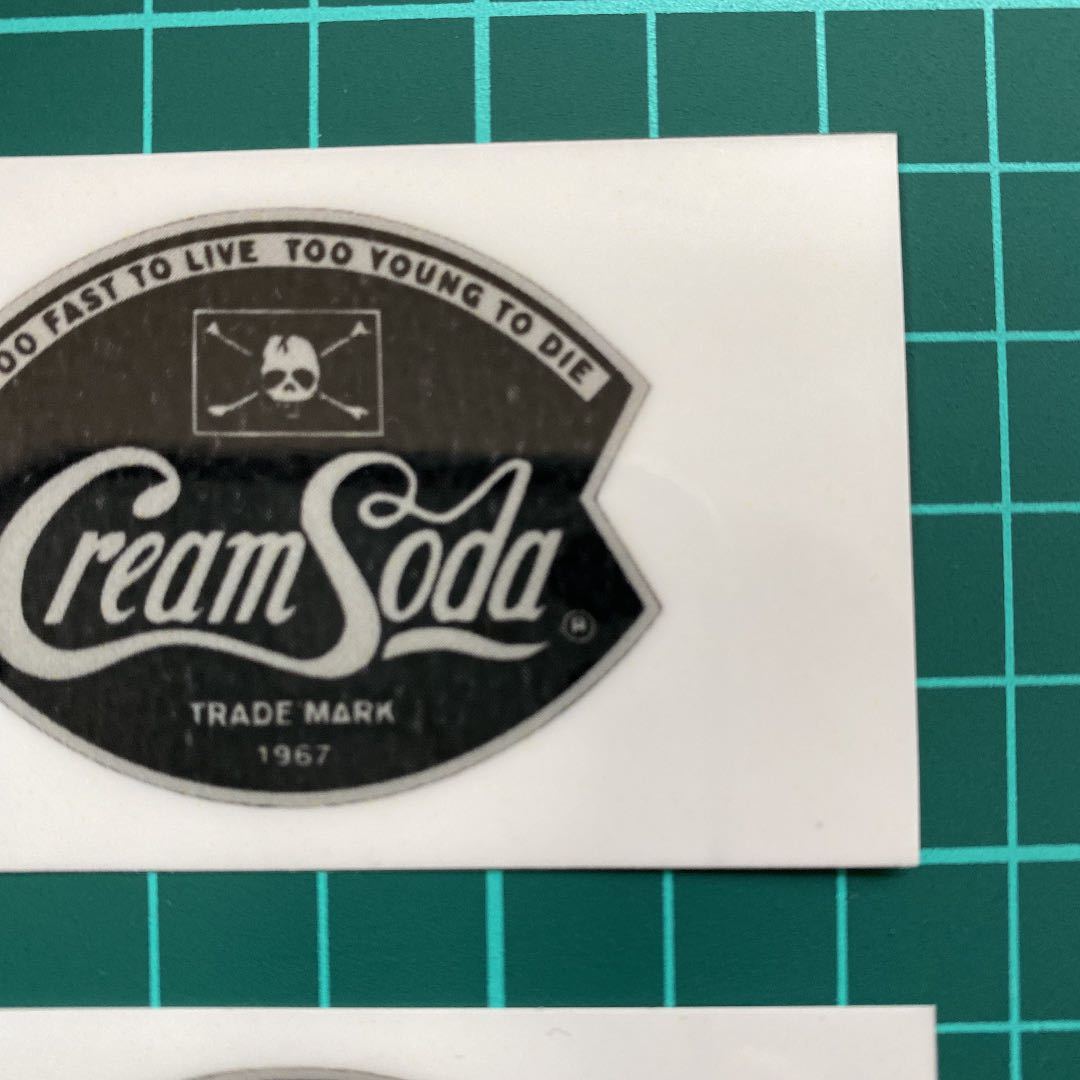 OO FAST TO LIVE TOO YOUNG TO DIE
Cream Soda
®
TRADE MARK
1967